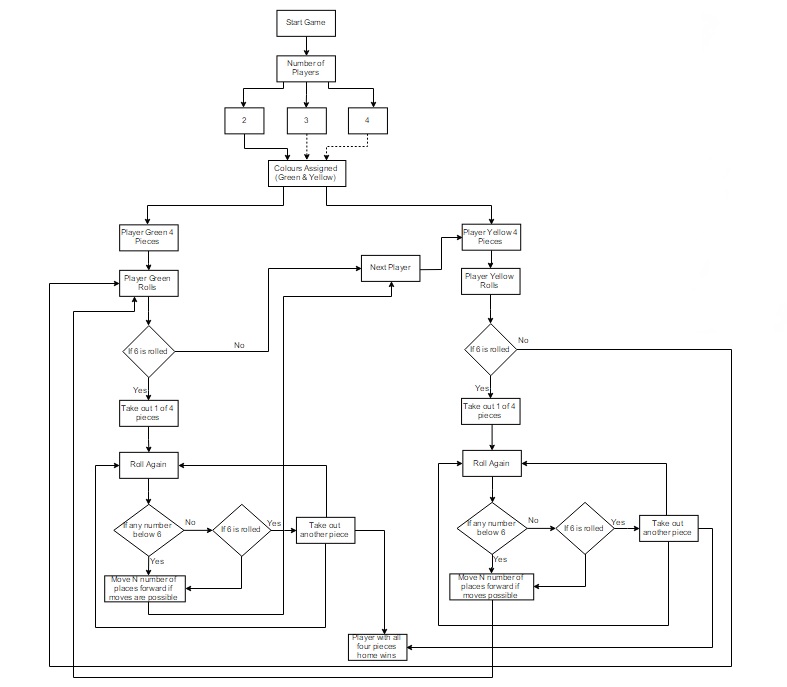 Start Game
Number of
Players
2
3
4
Colours Assigned
(Green & Yellow)
Player Green 4
Pieces
Player Yellow 4
Pieces
Next Player
Player Green
Rolls
Player Yellow
Rolls
If 6 is rolled
No
If 6 is rolled
No
Yes
Yes
Take out 1 of 4
pieces
Take out 1 of 4
pieces
Roll Again
Roll Again
If any number
below 6
No
If 6 is rolled
Yes
Take out
another piece
If any number
below 6
No
If 6 is rolled
Yes
Take out
another piece
Yes
Yes
Move N number of
places forward if
moves are possible
Move N number of
places forward if
moves possible
Player with all
four pieces
home wins